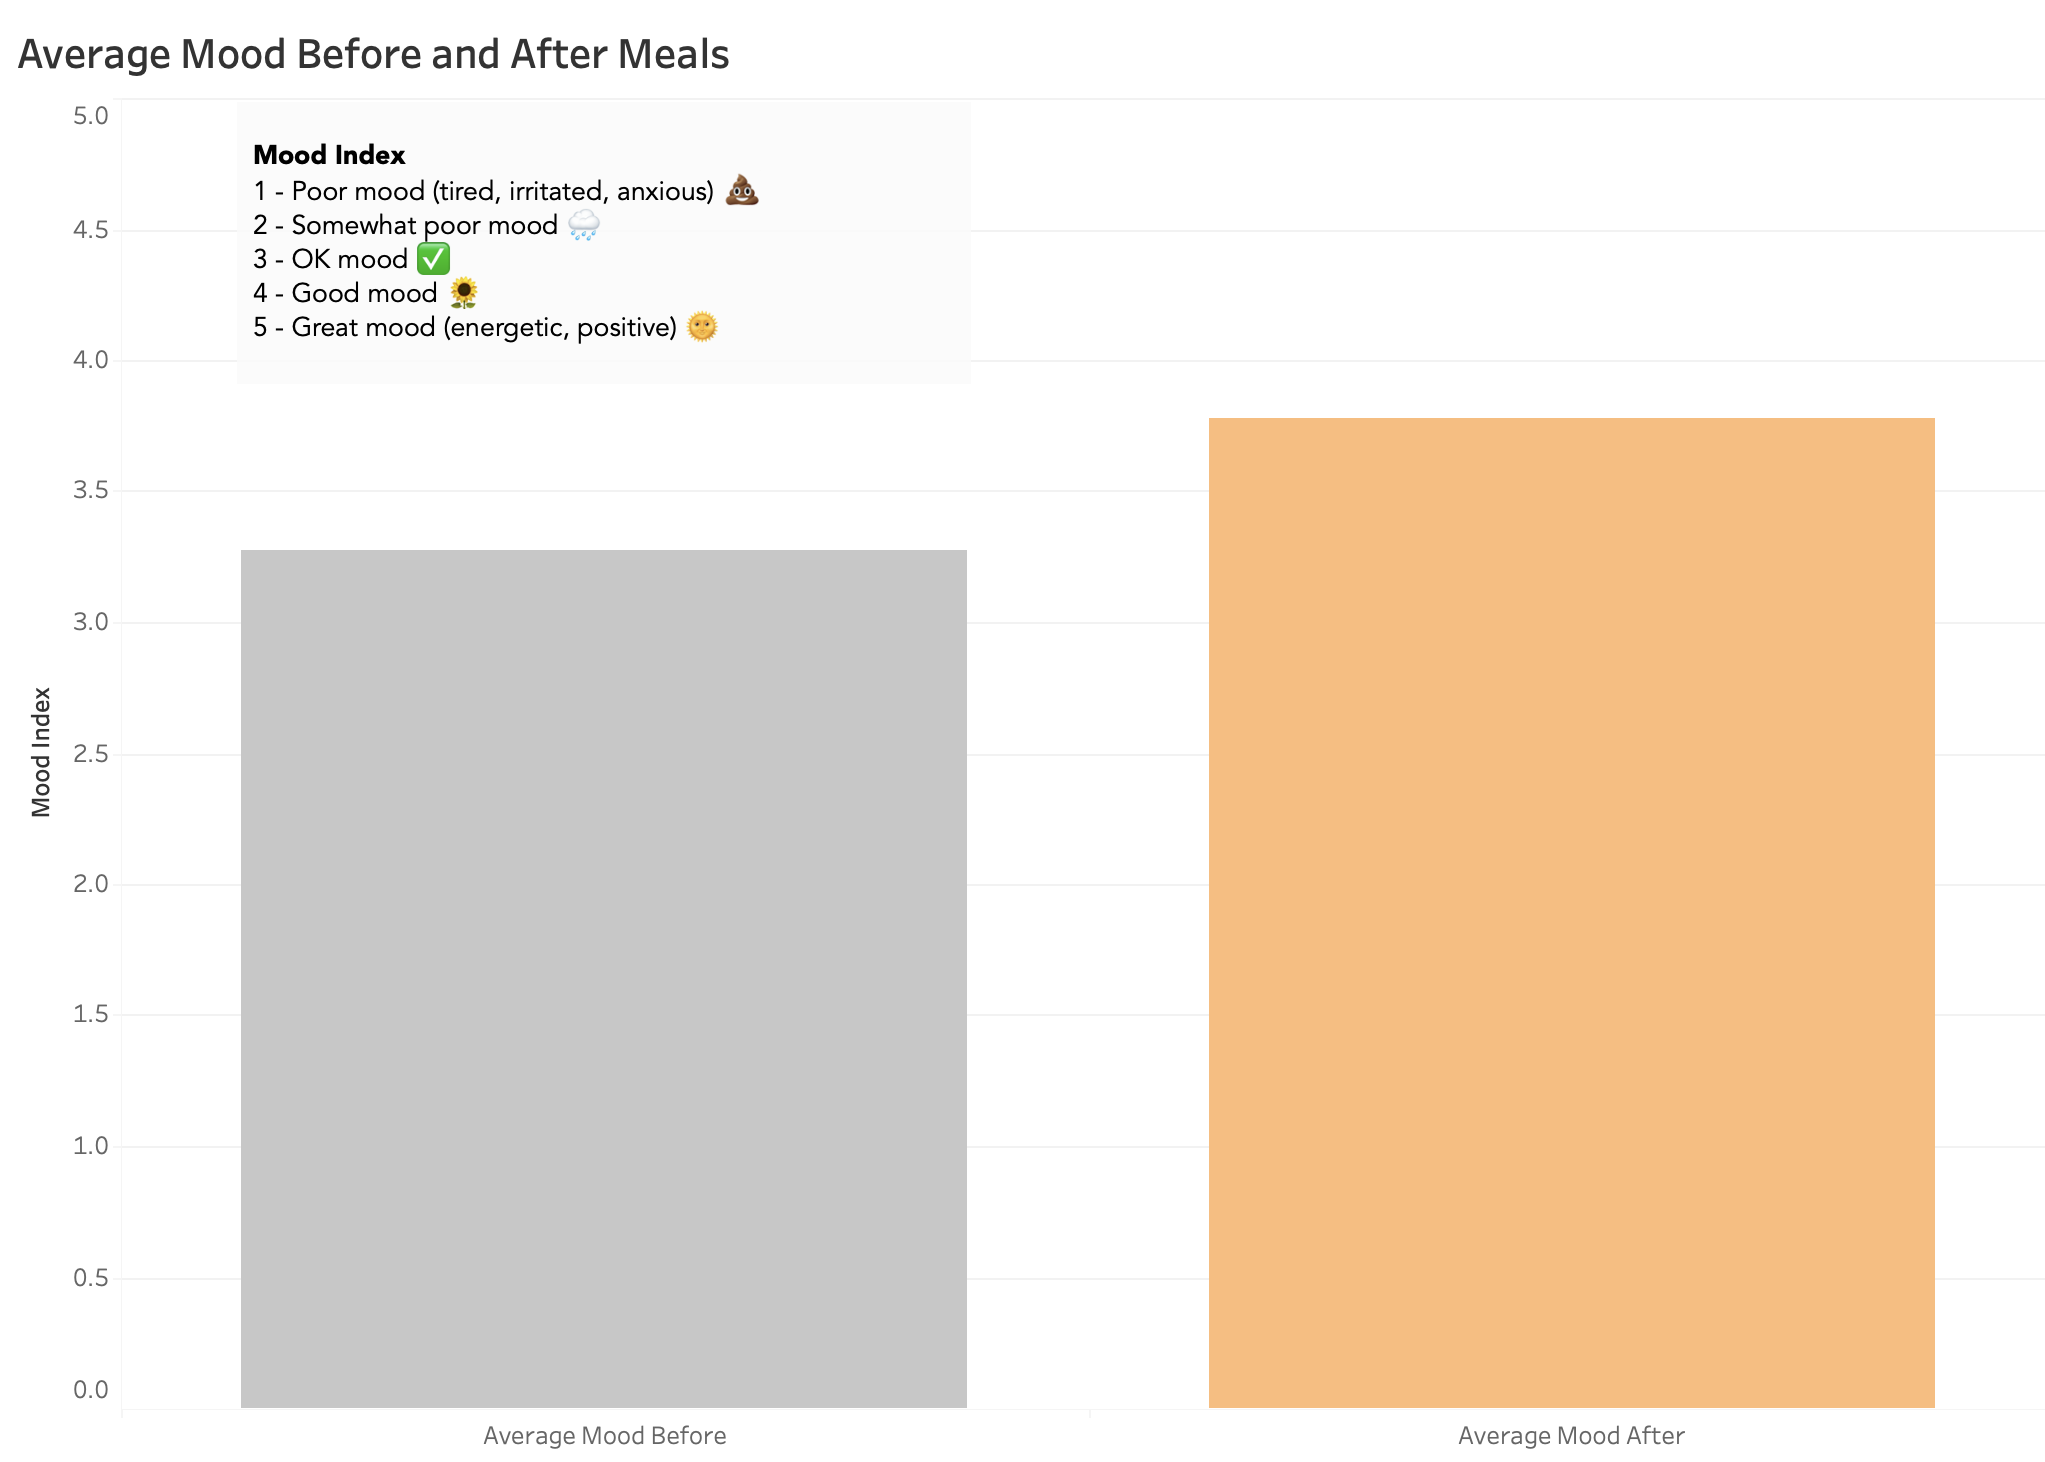 Average Mood Before and After Meals
5.0
Mood Index
1 - Poor mood (tired, irritated, anxious) 💩
2 - Somewhat poor mood 🌧️
3 - OK mood ✅
4 - Good mood 🌻
5 - Great mood (energetic, positive) 🌞
4.5
4.0
3.5
3.0
2.5
2.0
1.5
1.0
0.5
0.0
Mood Index
Average Mood Before
Average Mood After